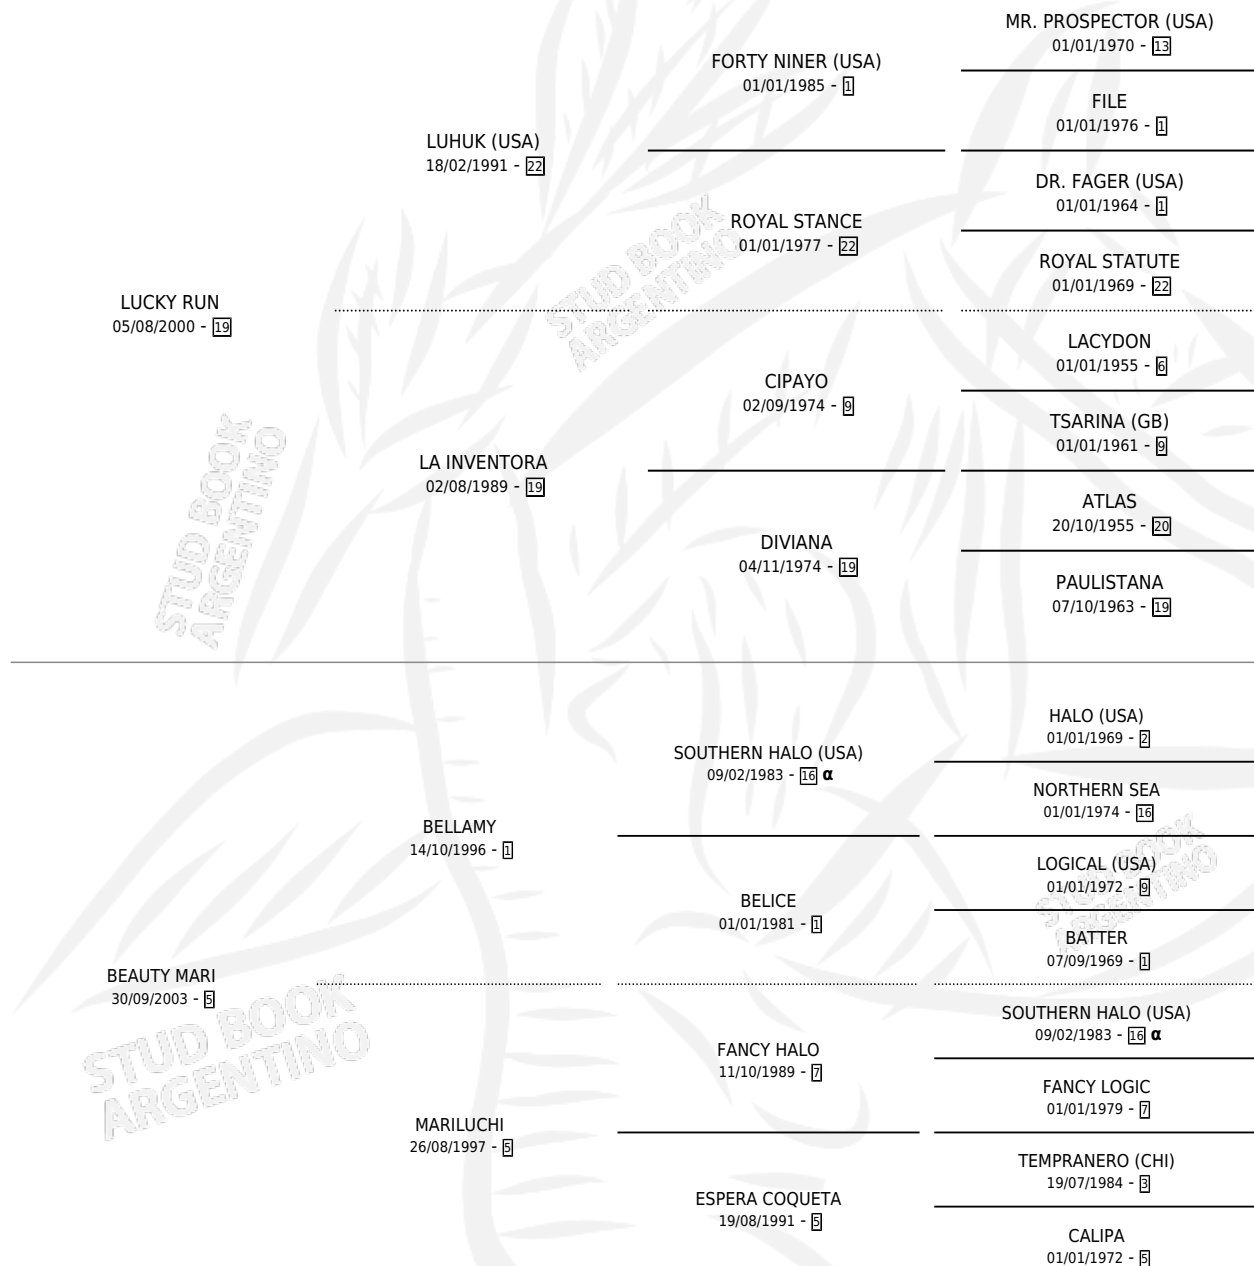 MR. PROSPECTOR (USA)
01/01/1970 - 13
FORTY NINER (USA)
01/01/1985 - 1
FILE
01/01/1976 - 1
LUHUK (USA)
18/02/1991 - 22
DR. FAGER (USA)
01/01/1964 - 1
ROYAL STANCE
01/01/1977 - 22
ROYAL STATUTE
01/01/1969 - 22
LUCKY RUN
05/08/2000 - 19
STUD BOOK
ARGENTINO
LACYDON
01/01/1955 - 6
CIPAYO
02/09/1974 - 9
TSARINA (GB)
01/01/1961 - 9
LA INVENTORA
02/08/1989 - 19
ATLAS
20/10/1955 - 20
DIVIANA
04/11/1974 - 19
PAULISTANA
07/10/1963 - 19
STUD BOOK
ARGENTINO
HALO (USA)
01/01/1969 - 2
SOUTHERN HALO (USA)
09/02/1983 - 16 α
NORTHERN SEA
01/01/1974 - 16
BELLAMY
14/10/1996 - 1
LOGICAL (USA)
01/01/1972 - 9
BELICE
01/01/1981 - 1
BATTER
07/09/1969 - 1
STUD BOOK
ARGENTINO
BEAUTY MARI
30/09/2003 - 5
SOUTHERN HALO (USA)
09/02/1983 - 16 α
FANCY HALO
11/10/1989 - 7
FANCY LOGIC
01/01/1979 - 7
STUD BOOK
ARGENTINO
MARILUCHI
26/08/1997 - 5
TEMPRANERO (CHI)
19/07/1984 - 3
ESPERA COQUETA
19/08/1991 - 5
CALIPA
01/01/1972 - 5